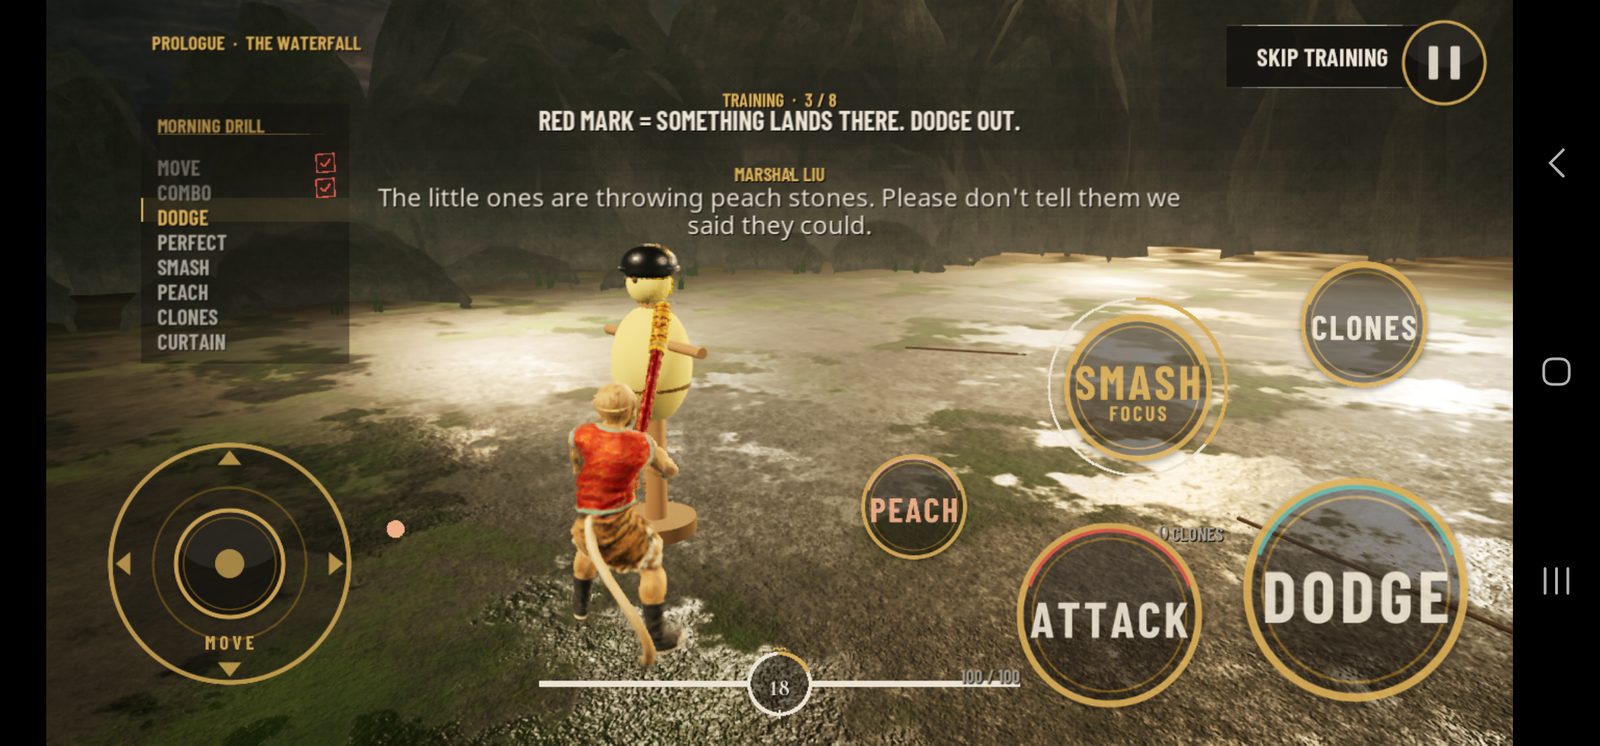 PROLOGUE · THE WATERFALL
SKIP TRAINING
TRAINING · 3 / 8
RED MARK = SOMETHING LANDS THERE. DODGE OUT.
MORNING DRILL
MOVE
COMBO
DODGE
PERFECT
SMASH
PEACH
CLONES
CURTAIN
MARSHAL LIU
The little ones are throwing peach stones. Please don't tell them we
said they could.
CLONES
SMASH
FOCUS
PEACH
0 CLONES
ATTACK
DODGE
MOVE
18
100 / 100